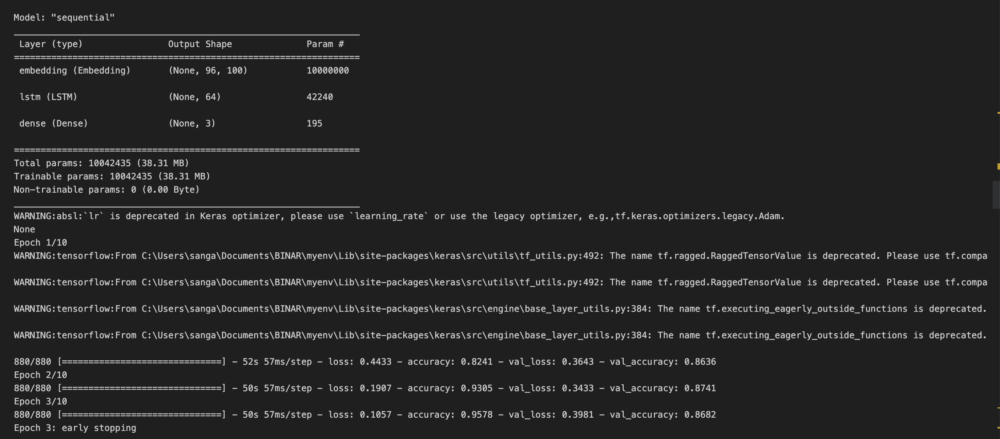 Model: "sequential"
_________________________________________________________________
Layer (type)                Output Shape              Param #
=================================================================
embedding (Embedding)       (None, 96, 100)           10000000
lstm (LSTM)                 (None, 64)                42240
dense (Dense)               (None, 3)                 195
=================================================================
Total params: 10042435 (38.31 MB)
Trainable params: 10042435 (38.31 MB)
Non-trainable params: 0 (0.00 Byte)
_________________________________________________________________
WARNING:absl:`lr` is deprecated in Keras optimizer, please use `learning_rate` or use the legacy optimizer, e.g.,tf.keras.optimizers.legacy.Adam.
None
Epoch 1/10
WARNING:tensorflow:From C:\Users\sanga\Documents\BINAR\myenv\Lib\site-packages\keras\src\utils\tf_utils.py:492: The name tf.ragged.RaggedTensorValue is deprecated. Please use tf.compa
WARNING:tensorflow:From C:\Users\sanga\Documents\BINAR\myenv\Lib\site-packages\keras\src\utils\tf_utils.py:492: The name tf.ragged.RaggedTensorValue is deprecated. Please use tf.compa
WARNING:tensorflow:From C:\Users\sanga\Documents\BINAR\myenv\Lib\site-packages\keras\src\engine\base_layer_utils.py:384: The name tf.executing_eagerly_outside_functions is deprecated.
WARNING:tensorflow:From C:\Users\sanga\Documents\BINAR\myenv\Lib\site-packages\keras\src\engine\base_layer_utils.py:384: The name tf.executing_eagerly_outside_functions is deprecated.
880/880 [==============================] - 52s 57ms/step - loss: 0.4433 - accuracy: 0.8241 - val_loss: 0.3643 - val_accuracy: 0.8636
Epoch 2/10
880/880 [==============================] - 50s 57ms/step - loss: 0.1907 - accuracy: 0.9305 - val_loss: 0.3433 - val_accuracy: 0.8741
Epoch 3/10
880/880 [==============================] - 50s 57ms/step - loss: 0.1057 - accuracy: 0.9578 - val_loss: 0.3981 - val_accuracy: 0.8682
Epoch 3: early stopping